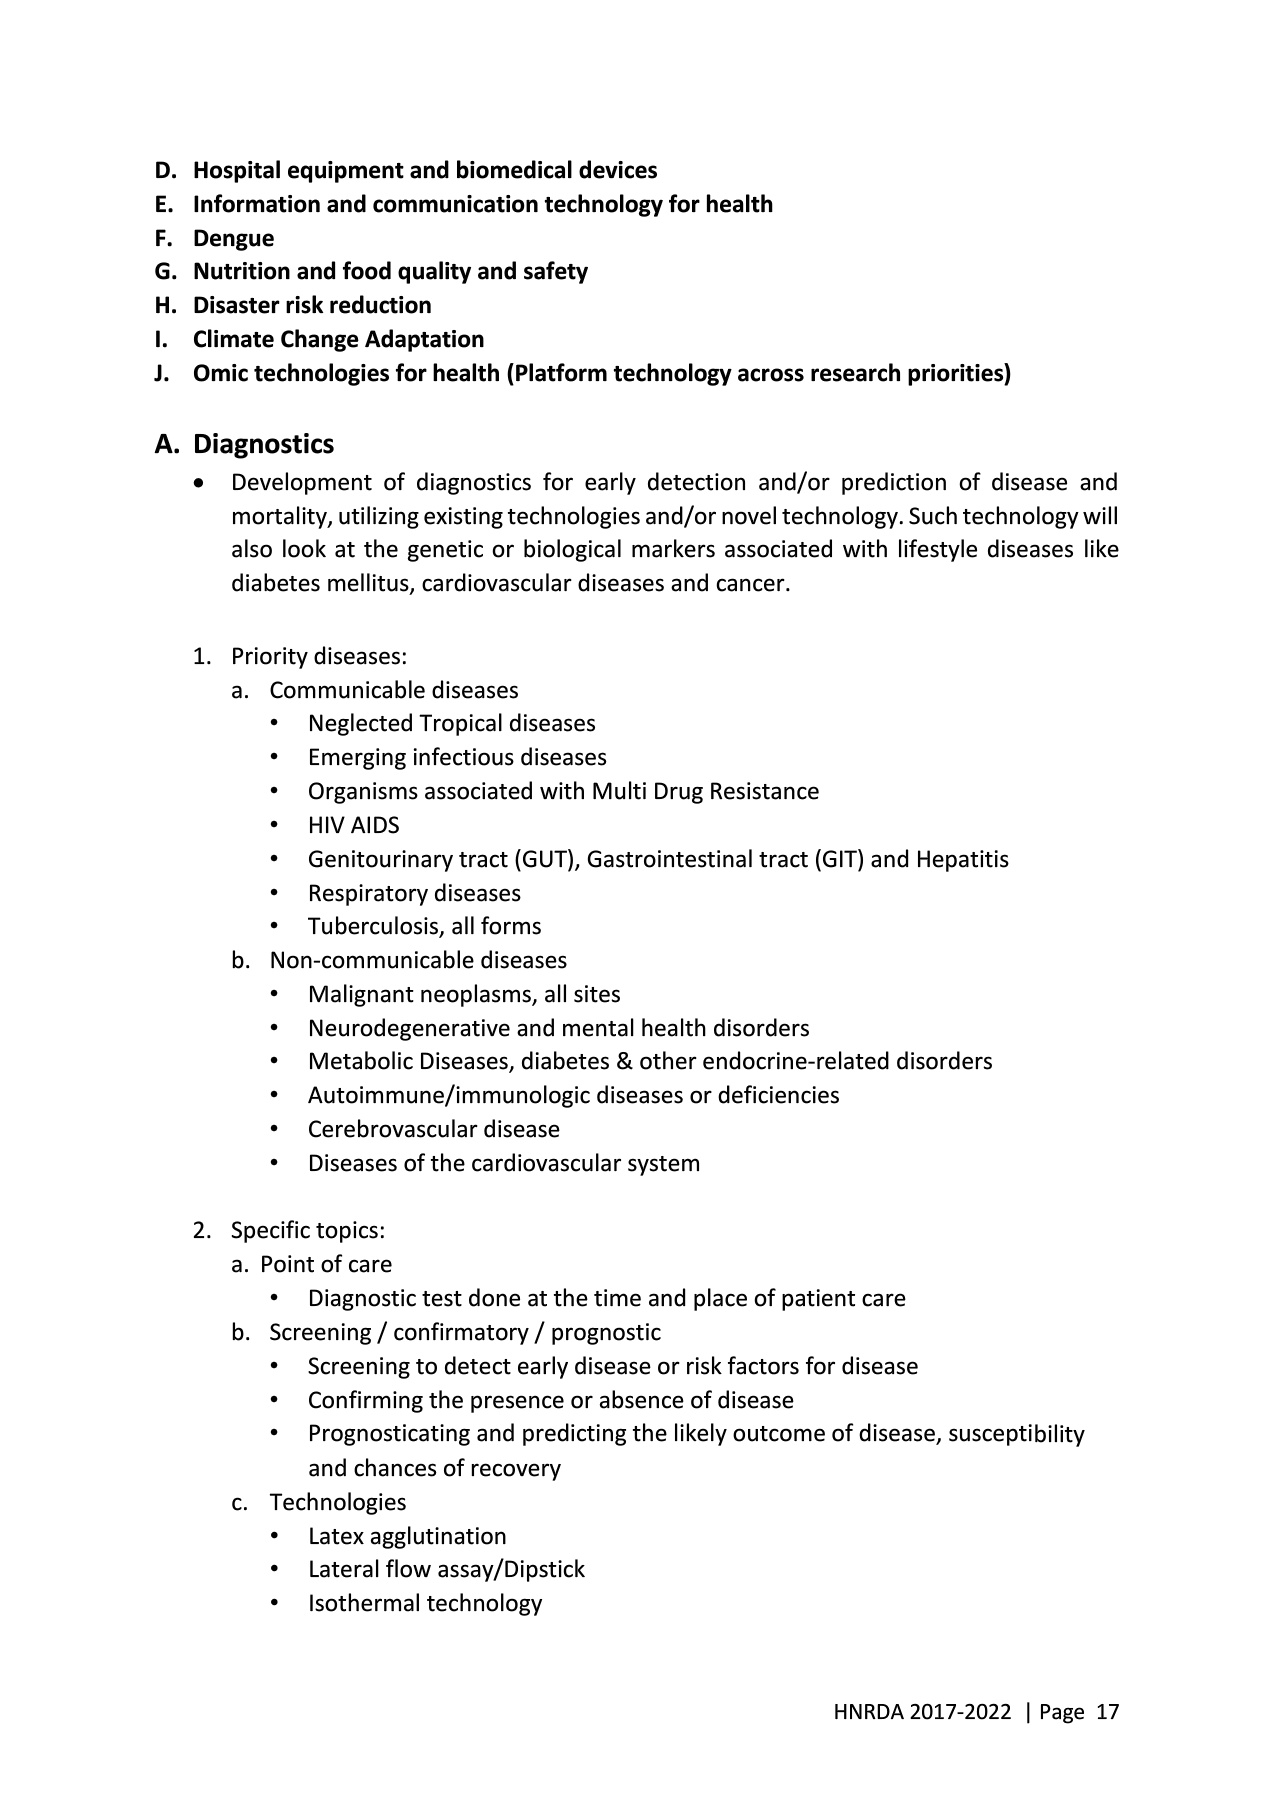 D. Hospital equipment and biomedical devices
E. Information and communication technology for health
F. Dengue
G. Nutrition and food quality and safety
H. Disaster risk reduction
I. Climate Change Adaptation
J. Omic technologies for health (Platform technology across research priorities)
A. Diagnostics
● Development of diagnostics for early detection and/or prediction of disease and
mortality, utilizing existing technologies and/or novel technology. Such technology will
also look at the genetic or biological markers associated with lifestyle diseases like
diabetes mellitus, cardiovascular diseases and cancer.
1. Priority diseases:
a. Communicable diseases
• Neglected Tropical diseases
• Emerging infectious diseases
• Organisms associated with Multi Drug Resistance
• HIV AIDS
• Genitourinary tract (GUT), Gastrointestinal tract (GIT) and Hepatitis
• Respiratory diseases
• Tuberculosis, all forms
b. Non-communicable diseases
• Malignant neoplasms, all sites
• Neurodegenerative and mental health disorders
• Metabolic Diseases, diabetes & other endocrine-related disorders
• Autoimmune/immunologic diseases or deficiencies
• Cerebrovascular disease
• Diseases of the cardiovascular system
2. Specific topics:
a. Point of care
• Diagnostic test done at the time and place of patient care
b. Screening / confirmatory / prognostic
• Screening to detect early disease or risk factors for disease
• Confirming the presence or absence of disease
• Prognosticating and predicting the likely outcome of disease, susceptibility
and chances of recovery
c. Technologies
• Latex agglutination
• Lateral flow assay/Dipstick
• Isothermal technology
HNRDA 2017-2022 | Page 17